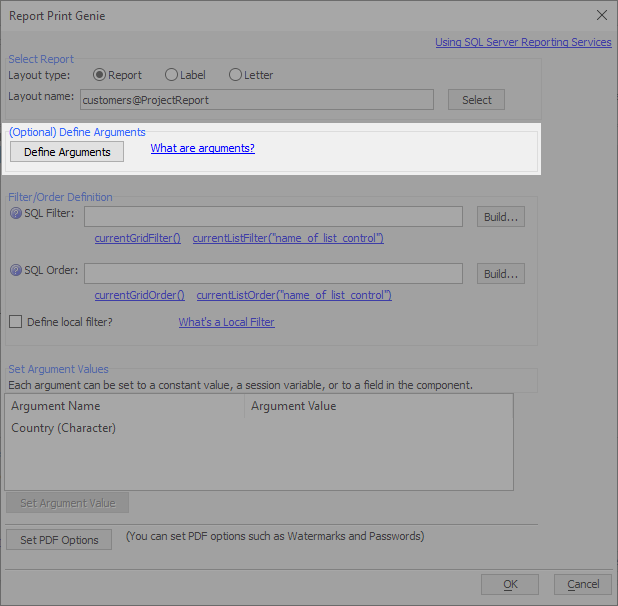 Report Print Genie
Using SQL Server Reporting Services
Select Report
Layout type: Report Label Letter
Layout name: customers@ProjectReport Select
(Optional) Define Arguments
Define Arguments What are arguments?
Filter/Order Definition
SQL Filter: Build...
currentGridFilter() currentListFilter("name_of_list_control")
SQL Order: Build...
currentGridOrder() currentListOrder("name_of_list_control")
Define local filter? What's a Local Filter
Set Argument Values
Each argument can be set to a constant value, a session variable, or to a field in the component.
Argument Name Argument Value
Country (Character)
Set Argument Value
Set PDF Options (You can set PDF options such as Watermarks and Passwords)
OK Cancel